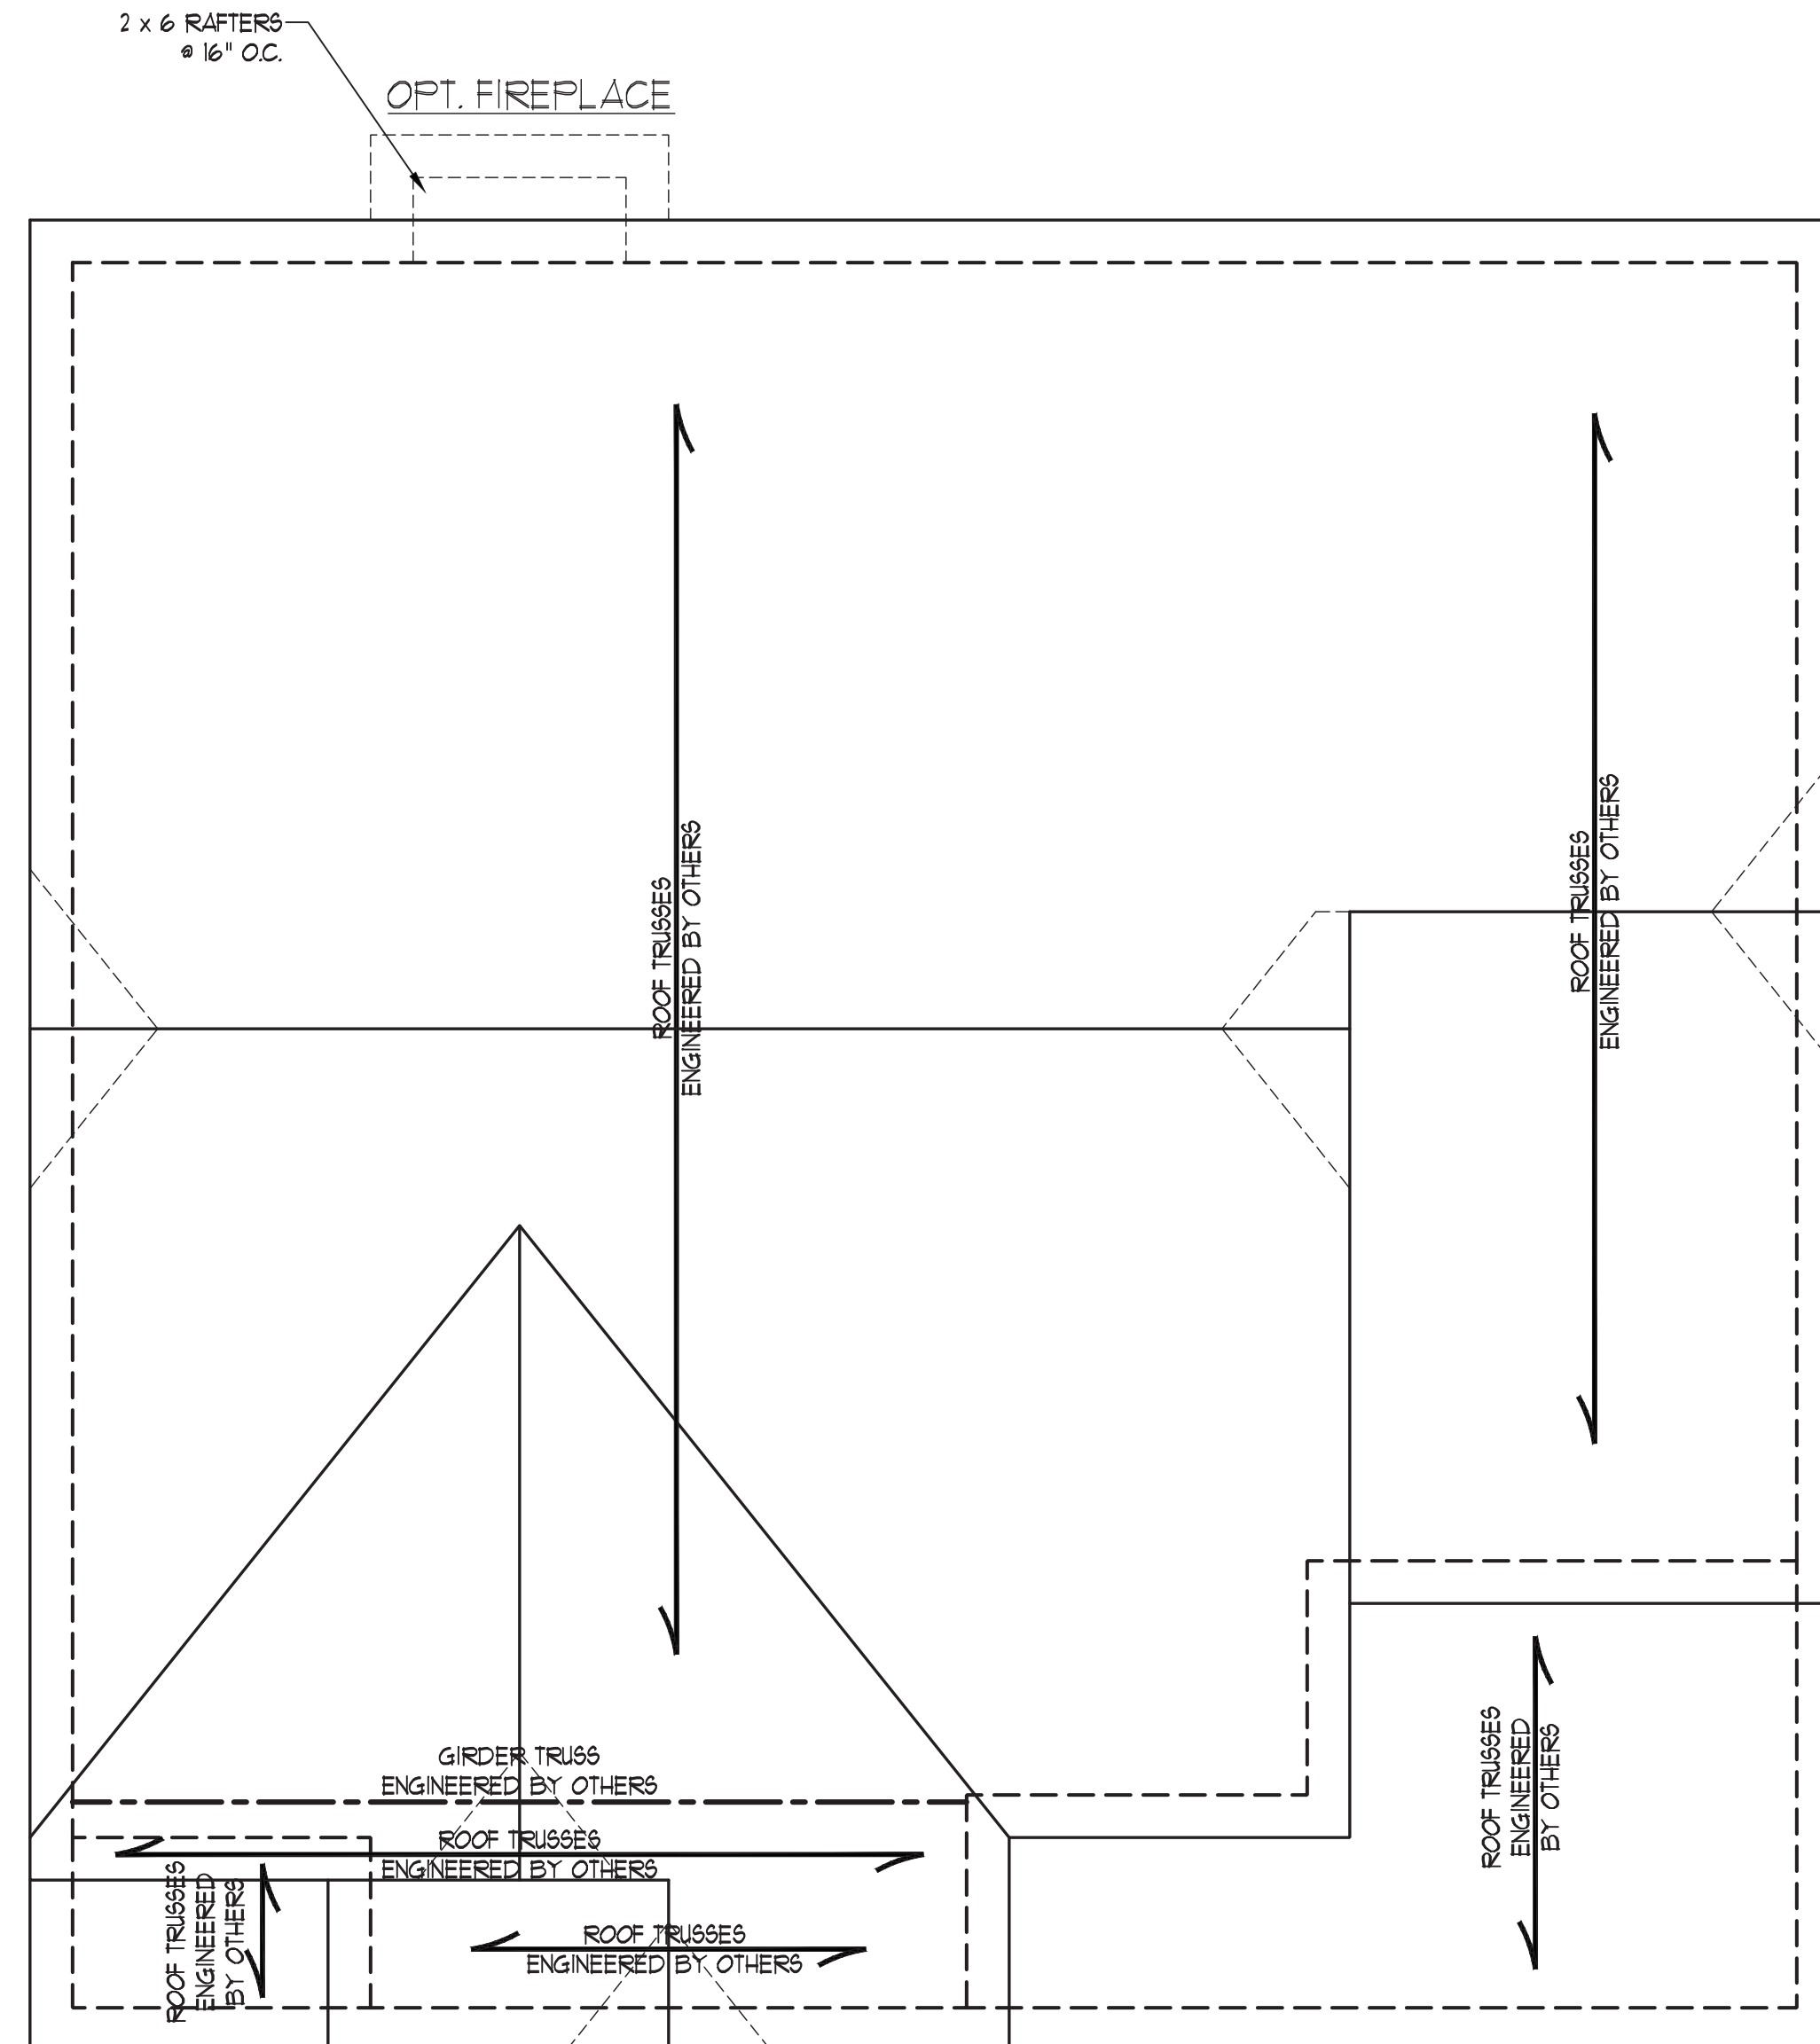 2 x 6 RAFTERS
@ 16" O.C.
OPT. FIREPLACE
ROOF TRUSSES
ENGINEERED BY OTHERS
ROOF TRUSSES
ENGINEERED BY OTHERS
GIRDER TRUSS
ENGINEERED BY OTHERS
ROOF TRUSSES
ENGINEERED BY OTHERS
ROOF TRUSSES
ENGINEERED
BY OTHERS
ROOF TRUSSES
ENGINEERED BY OTHERS
ROOF TRUSSES
ENGINEERED
BY OTHERS